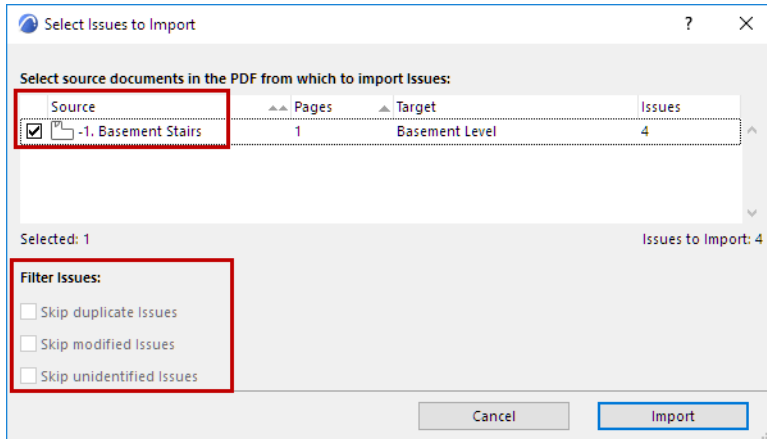 Select Issues to Import ?
Select source documents in the PDF from which to import Issues:
Source Pages Target Issues
-1. Basement Stairs 1 Basement Level 4
Selected: 1 Issues to Import: 4
Filter Issues:
Skip duplicate Issues
Skip modified Issues
Skip unidentified Issues
Cancel Import